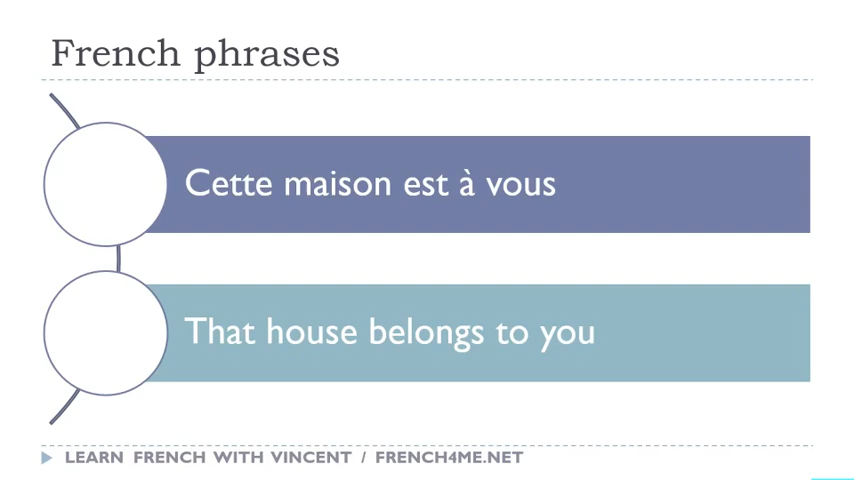 French phrases
Cette maison est à vous
That house belongs to you
LEARN FRENCH WITH VINCENT / FRENCH4ME.NET